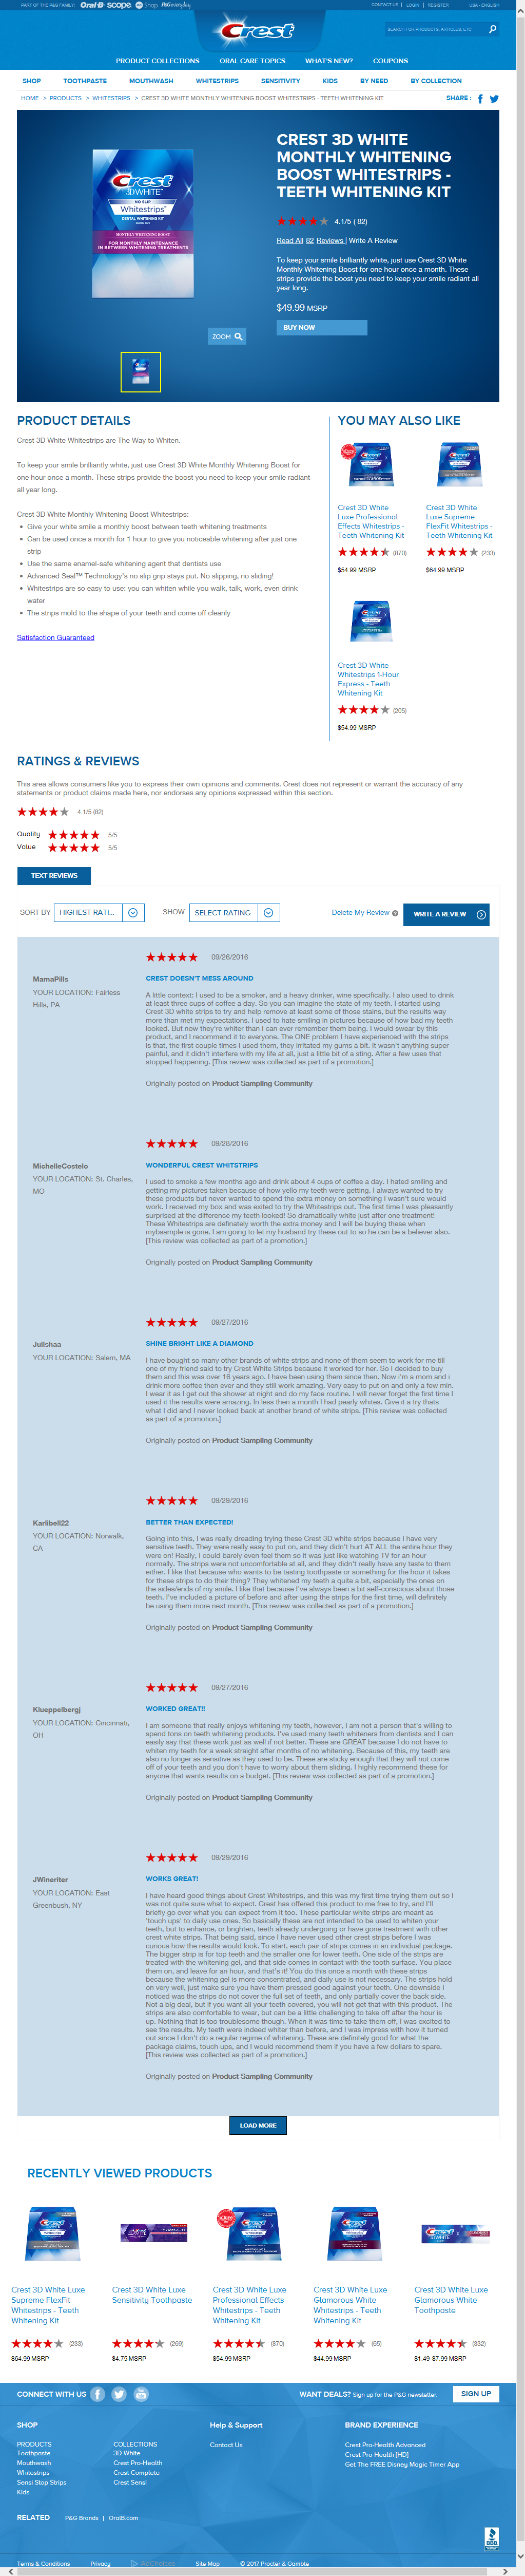 PART OF THE P&G FAMILY Oral-B scope Shop P&G everyday
CONTACT US | LOGIN | REGISTER USA - ENGLISH
Crest
SEARCH FOR PRODUCTS, ARTICLES, ETC
PRODUCT COLLECTIONS ORAL CARE TOPICS WHAT'S NEW? COUPONS
SHOP TOOTHPASTE MOUTHWASH WHITESTRIPS SENSITIVITY KIDS BY NEED BY COLLECTION
HOME > PRODUCTS > WHITESTRIPS > CREST 3D WHITE MONTHLY WHITENING BOOST WHITESTRIPS - TEETH WHITENING KIT
SHARE :
CREST 3D WHITE
MONTHLY WHITENING
BOOST WHITESTRIPS -
TEETH WHITENING KIT
Crest
3DWHITE
NO SLIP
Whitestrips
DENTAL WHITENING KIT
MONTHLY WHITENING BOOST
FOR MONTHLY MAINTENANCE
IN BETWEEN WHITENING TREATMENTS
4.1/5 ( 82)
Read All 82 Reviews | Write A Review
To keep your smile brilliantly white, just use Crest 3D White
Monthly Whitening Boost for one hour once a month. These
strips provide the boost you need to keep your smile radiant all
year long.
$49.99 MSRP
BUY NOW
ZOOM
PRODUCT DETAILS
Crest 3D White Whitestrips are The Way to Whiten.
To keep your smile brilliantly white, just use Crest 3D White Monthly Whitening Boost for
one hour once a month. These strips provide the boost you need to keep your smile radiant
all year long.
Crest 3D White Monthly Whitening Boost Whitestrips:
Give your white smile a monthly boost between teeth whitening treatments
Can be used once a month for 1 hour to give you noticeable whitening after just one
strip
Use the same enamel-safe whitening agent that dentists use
Advanced Seal™ Technology's no slip grip stays put. No slipping, no sliding!
Whitestrips are so easy to use: you can whiten while you walk, talk, work, even drink
water
The strips mold to the shape of your teeth and come off cleanly
Satisfaction Guaranteed
YOU MAY ALSO LIKE
Crest 3D White
Luxe Professional
Effects Whitestrips -
Teeth Whitening Kit
(870)
$54.99 MSRP
Crest 3D White
Luxe Supreme
FlexFit Whitestrips -
Teeth Whitening Kit
(233)
$64.99 MSRP
Crest 3D White
Whitestrips 1-Hour
Express - Teeth
Whitening Kit
(205)
$54.99 MSRP
RATINGS & REVIEWS
This area allows consumers like you to express their own opinions and comments. Crest does not represent or warrant the accuracy of any
statements or product claims made here, nor endorses any opinions expressed within this section.
4.1/5 (82)
Quality 5/5
Value 5/5
TEXT REVIEWS
SORT BY HIGHEST RATI... SHOW SELECT RATING Delete My Review WRITE A REVIEW
09/26/2016
MamaPills
YOUR LOCATION: Fairless
Hills, PA
CREST DOESN'T MESS AROUND
A little context: I used to be a smoker, and a heavy drinker, wine specifically. I also used to drink
at least three cups of coffee a day. So you can imagine the state of my teeth. I started using
Crest 3D white strips to try and help remove at least some of those stains, but the results way
more than met my expectations. I used to hate smiling in pictures because of how bad my teeth
looked. But now they're whiter than I can ever remember them being. I would swear by this
product, and I recommend it to everyone. The ONE problem I have experienced with the strips
is that, the first couple times I used them, they irritated my gums a bit. It wasn't anything super
painful, and it didn't interfere with my life at all, just a little bit of a sting. After a few uses that
stopped happening. [This review was collected as part of a promotion.]
Originally posted on Product Sampling Community
09/28/2016
MichelleCostelo
YOUR LOCATION: St. Charles,
MO
WONDERFUL CREST WHITSTRIPS
I used to smoke a few months ago and drink about 4 cups of coffee a day. I hated smiling and
getting my pictures taken because of how yello my teeth were getting. I always wanted to try
these products but never wanted to spend the extra money on something I wasn't sure would
work. I received my box and was exited to try the Whitestrips out. The first time I was pleasantly
surprised at the difference my teeth looked! So dramatically white just after one treatment!
These Whitestrips are definately worth the extra money and I will be buying these when
mybsample is gone. I am going to let my husband try these out to so he can be a believer also.
[This review was collected as part of a promotion.]
Originally posted on Product Sampling Community
09/27/2016
Julishaa
YOUR LOCATION: Salem, MA
SHINE BRIGHT LIKE A DIAMOND
I have bought so many other brands of white strips and none of them seem to work for me till
one of my friend said to try Crest White Strips because it worked for her. So I decided to buy
them and this was over 16 years ago. I have been using them since then. Now i'm a mom and i
drink more coffee then ever and they still work amazing. Very easy to put on and only a few min.
I wear as I get out the shower at night and do my face routine. I will never forget the first time I
used it the results were amazing. In less then a month I had pearly whites. Give it a try thats
what I did and I never looked back at another brand of white strips. [This review was collected
as part of a promotion.]
Originally posted on Product Sampling Community
09/29/2016
Karlibell22
YOUR LOCATION: Norwalk,
CA
BETTER THAN EXPECTED!
Going into this, I was really dreading trying those Crest 3D white strips because I have very
sensitive teeth. They were really easy to put on, and they didn't hurt AT ALL the entire hour they
were on! Really, I could barely even feel them so it was just like watching TV for an hour
normally. The strips were not uncomfortable at all, and they didn't really have any taste to them
either. I like that because who wants to be tasting toothpaste or something for the hour it takes
for these strips to do their thing? They whitened my teeth a quite a bit, especially the ones on
the sides/ends of my smile. I like that because I've always been a bit self-conscious of those
teeth. I've included a picture of before and after using the strips for the first time, will definitely
be using them more next month. [This review was collected as part of a promotion.]
Originally posted on Product Sampling Community
09/27/2016
Klueppelbergj
YOUR LOCATION: Cincinnati,
OH
WORKED GREAT!!
I am someone that really enjoys whitening my teeth, however, I am not a person that's willing to
spend tons on teeth whitening products. I've used many teeth whiteners from dentists and I can
easily say that these work just as well if not better. These are GREAT because I do not have to
whiten my teeth for a week straight after months of no whitening. Because of this, my teeth are
also no longer as sensitive as they used to be. These are sticky enough that they will not come
off of your teeth and you don't have to worry about them sliding. I highly recommend these for
anyone that wants results on a budget. [This review was collected as part of a promotion.]
Originally posted on Product Sampling Community
09/29/2016
JWineriter
YOUR LOCATION: East
Greenbush, NY
WORKS GREAT!
I have heard good things about Crest Whitestrips, and this was my first time trying them out so I
was not quite sure what to expect. Crest has offered this product to me free to try, and I'll
briefly go over what you can expect from it too. These particular white strips are meant as
'touch ups' to daily use ones. So basically these are not intended to be used to whiten you
teeth, but to enhance, or brighten, teeth already undergoing or have gone treatment with other
crest white strips. That being said, since I have never used other crest strips before I was
curious how the results would look. To start, each pair of strips comes in an individual package.
The bigger strip is for top teeth and the smaller one for lower teeth. One side of the strips are
treated with the whitening gel, and that side comes in contact with the tooth surface. You place
them on, and leave it for an hour, and that's it! You do this once a month with these strips
because the whitening gel is more concentrated, and daily use is not necessary. The strips hold
on very well, just make sure you have them pressed good against your teeth. One downside I
noticed was the strips do not cover the full set of teeth, and only partially cover the back side.
Not a big deal, but if you want all your teeth covered, you will not get that with this product. The
strips are also comfortable to wear, but can be a little challenging to take off after the hour is
up. Nothing that is too troublesome though. When it was time to take them off, I was excited to
see the results. My teeth were indeed whiter than before, and I was impress with how it turned
out since I don't do a regular regime of whitening. These are definitely good for what the
package claims, touch ups, and I would recommend them if you have a few dollars to spare.
[This review was collected as part of a promotion.]
Originally posted on Product Sampling Community
LOAD MORE
RECENTLY VIEWED PRODUCTS
Crest 3D White Luxe
Supreme FlexFit
Whitestrips - Teeth
Whitening Kit
(233)
$64.99 MSRP
Crest 3D White Luxe
Sensitivity Toothpaste
(269)
$4.75 MSRP
Crest 3D White Luxe
Professional Effects
Whitestrips - Teeth
Whitening Kit
(870)
$54.99 MSRP
Crest 3D White Luxe
Glamorous White
Whitestrips - Teeth
Whitening Kit
(65)
$44.99 MSRP
Crest 3D White Luxe
Glamorous White
Toothpaste
(332)
$1.49-$7.99 MSRP
CONNECT WITH US
WANT DEALS? Sign up for the P&G newsletter. SIGN UP
SHOP
PRODUCTS
Toothpaste
Mouthwash
Whitestrips
Sensi Stop Strips
Kids
COLLECTIONS
3D White
Crest Pro-Health
Crest Complete
Crest Sensi
Help & Support
Contact Us
BRAND EXPERIENCE
Crest Pro-Health Advanced
Crest Pro-Health [HD]
Get The FREE Disney Magic Timer App
RELATED P&G Brands | OralB.com
BBB
Terms & Conditions Privacy AdChoices Site Map © 2017 Procter & Gamble